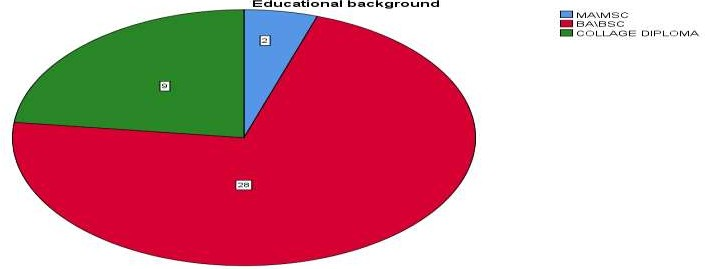 Educational background
MA\MSC
BA\BSC
COLLAGE DIPLOMA
2
9
28